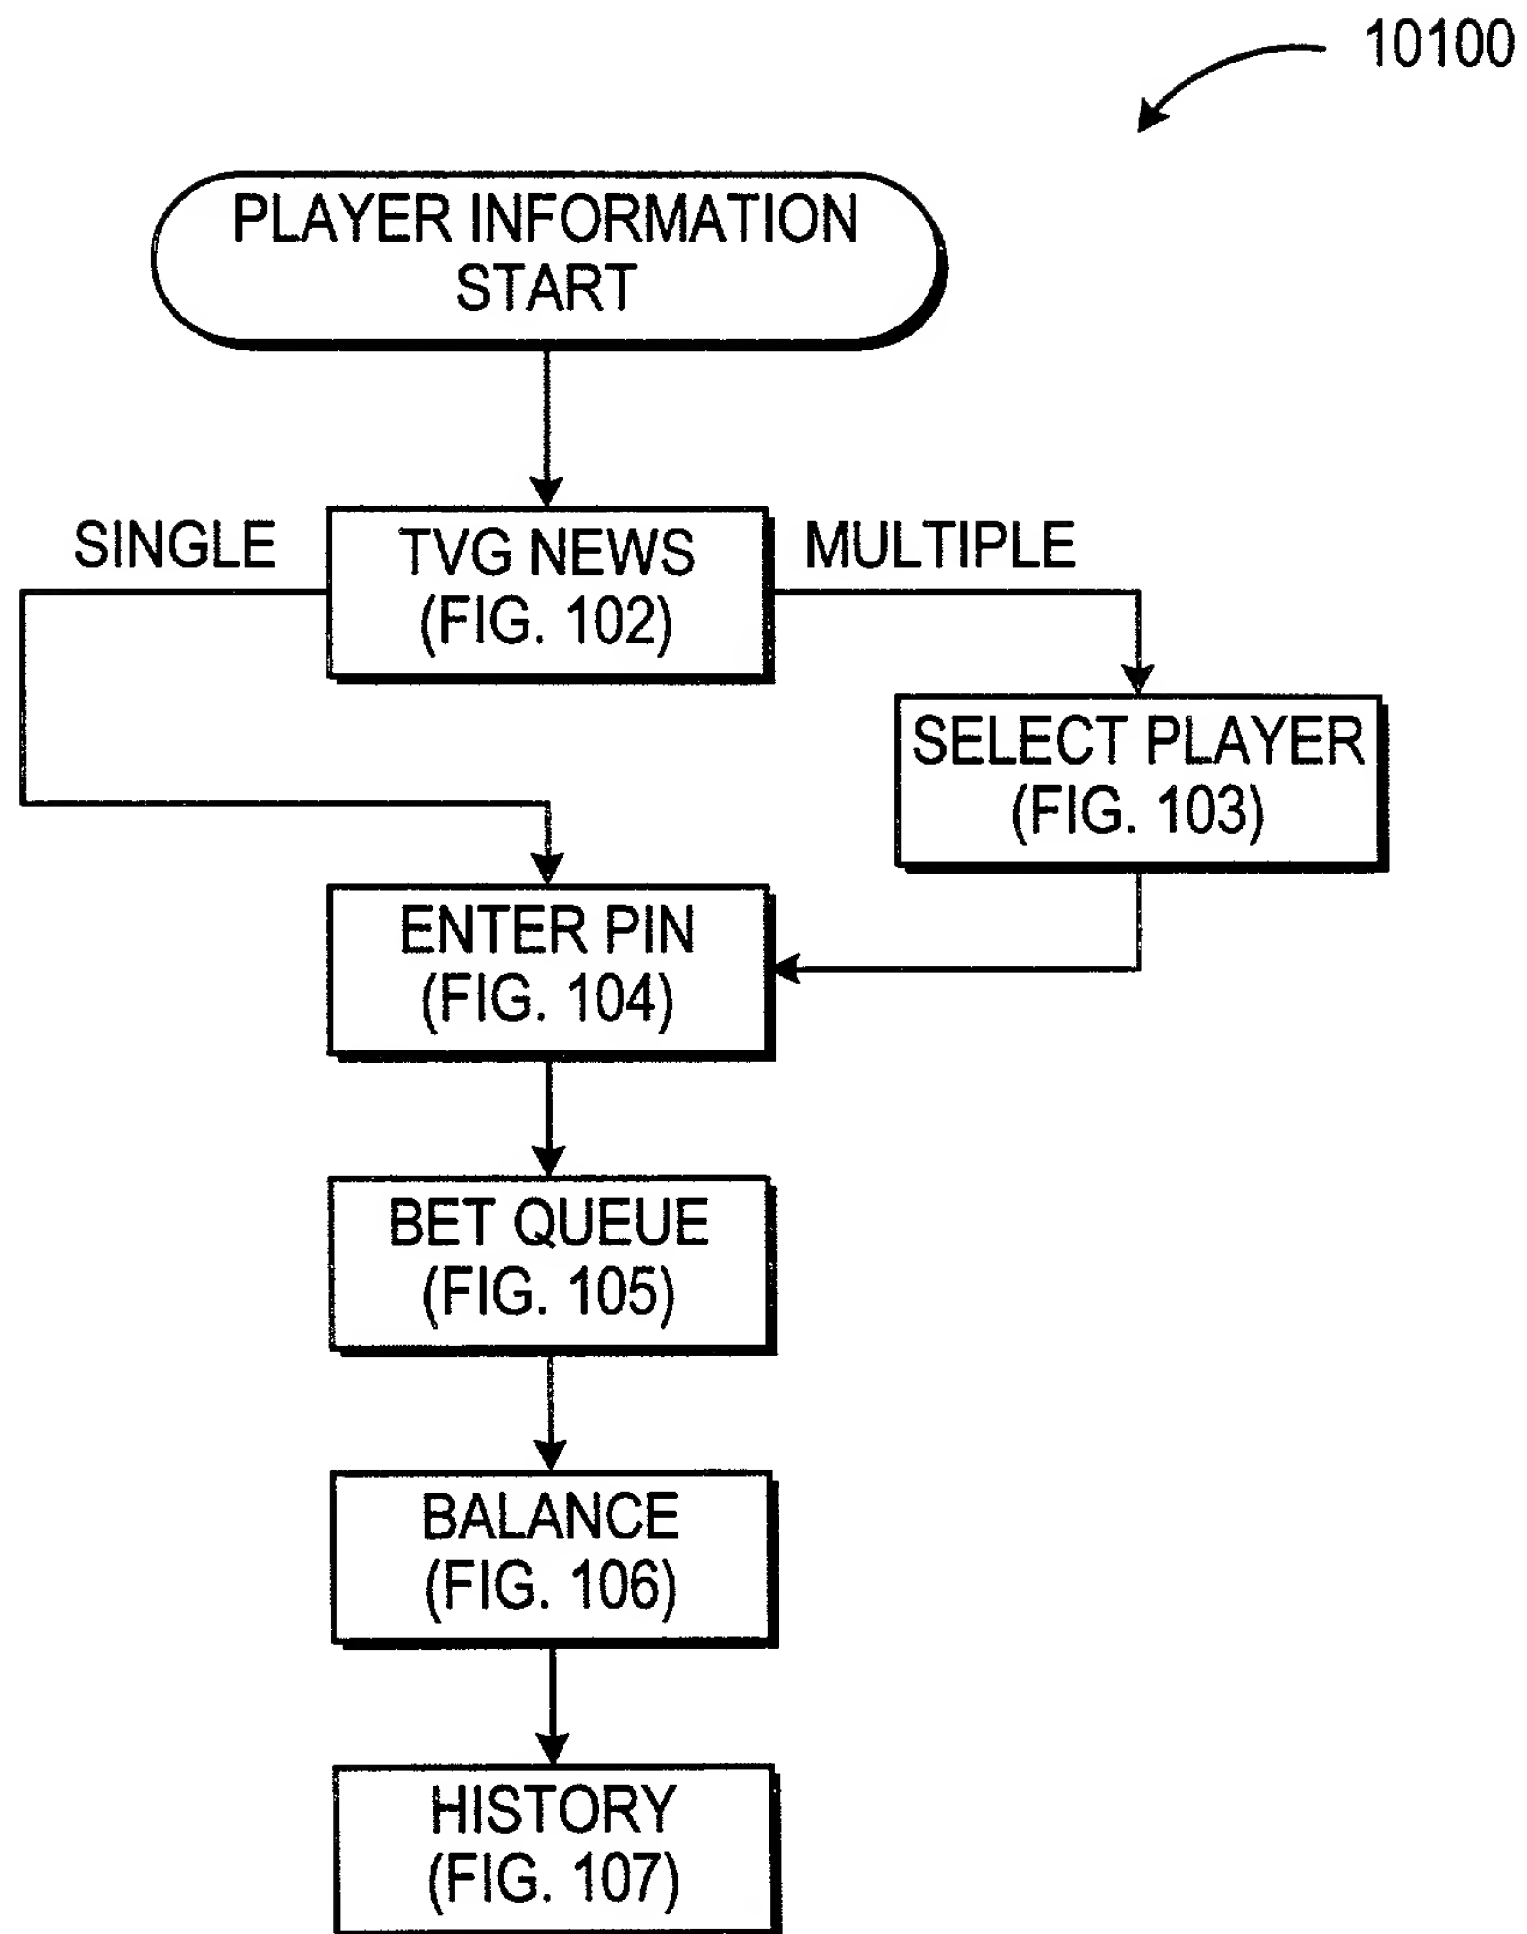 10100
PLAYER INFORMATION
START
SINGLE
TVG NEWS
(FIG. 102)
MULTIPLE
SELECT PLAYER
(FIG. 103)
ENTER PIN
(FIG. 104)
BET QUEUE
(FIG. 105)
BALANCE
(FIG. 106)
HISTORY
(FIG. 107)